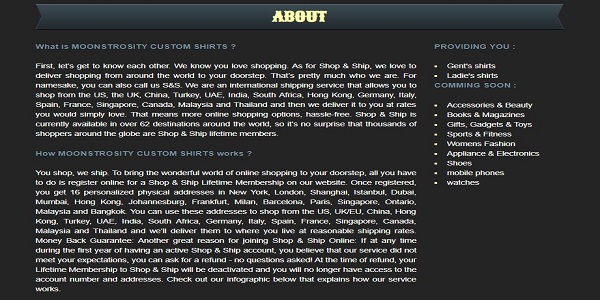 ABOUT
What is MOONSTROSITY CUSTOM SHIRTS ?
First, let's get to know each other. We know you love shopping. As for Shop & Ship, we love to
deliver shopping from around the world to your doorstep. That's pretty much who we are. For
namesake, you can also call us S&S. We are an international shipping service that allows you to
shop from the US, the UK, China, Turkey, UAE, India, South Africa, Hong Kong, Germany, Italy,
Spain, France, Singapore, Canada, Malaysia and Thailand and then we deliver it to you at rates
you would simply love. That means more online shopping options, hassle-free. Shop & Ship is
currently available in over 62 destinations around the world, so it's no surprise that thousands of
shoppers around the globe are Shop & Ship lifetime members.
How MOONSTROSITY CUSTOM SHIRTS works ?
You shop, we ship. To bring the wonderful world of online shopping to your doorstep, all you have
to do is register online for a Shop & Ship Lifetime Membership on our website. Once registered,
you get 16 personalized physical addresses in New York, London, Shanghai, Istanbul, Dubai,
Mumbai, Hong Kong, Johannesburg, Frankfurt, Milan, Barcelona, Paris, Singapore, Ontario,
Malaysia and Bangkok. You can use these addresses to shop from the US, UK/EU, China, Hong
Kong, Turkey, UAE, India, South Africa, Germany, Italy, Spain, France, Singapore, Canada,
Malaysia and Thailand and we'll deliver them to where you live at reasonable shipping rates.
Money Back Guarantee: Another great reason for joining Shop & Ship Online: If at any time
during the first year of having an active Shop & Ship account, you believe that our service did not
meet your expectations, you can ask for a refund - no questions asked! At the time of refund, your
Lifetime Membership to Shop & Ship will be deactivated and you will no longer have access to the
account number and addresses. Check out our infographic below that explains how our service
works.
PROVIDING YOU :
Gent's shirts
Ladie's shirts
COMMING SOON :
Accessories & Beauty
Books & Magazines
Gifts, Gadgets & Toys
Sports & Fitness
Womens Fashion
Appliance & Electronics
Shoes
mobile phones
watches